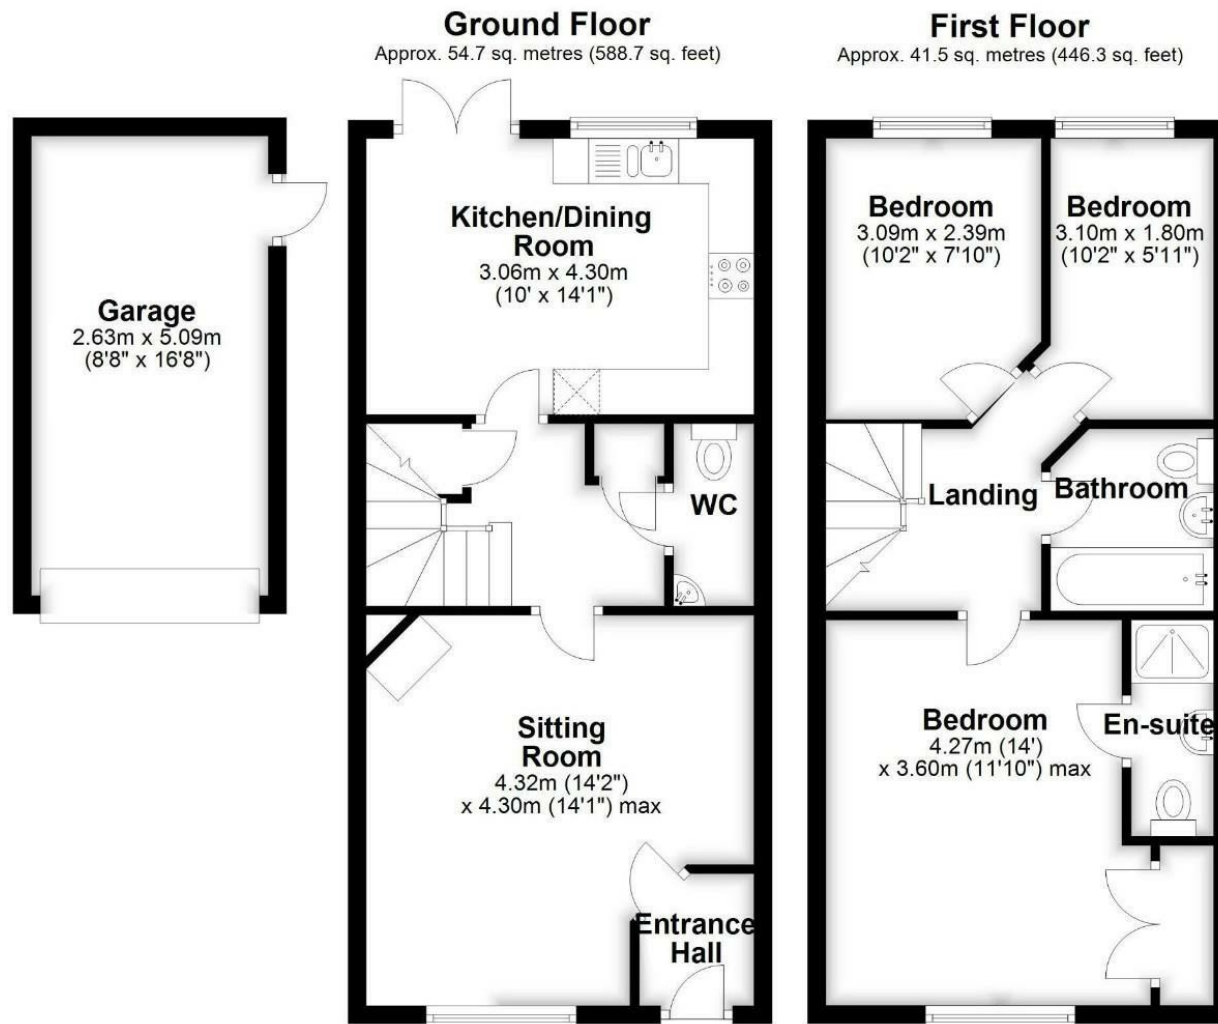 Ground Floor
Approx. 54.7 sq. metres (588.7 sq. feet)
First Floor
Approx. 41.5 sq. metres (446.3 sq. feet)
Garage
2.63m x 5.09m
(8'8" x 16'8")
Kitchen/Dining
Room
3.06m x 4.30m
(10' x 14'1")
WC
Sitting
Room
4.32m (14'2")
x 4.30m (14'1") max
Entrance
Hall
Bedroom
3.09m x 2.39m
(10'2" x 7'10")
Bedroom
3.10m x 1.80m
(10'2" x 5'11")
Landing
Bathroom
Bedroom
4.27m (14')
x 3.60m (11'10") max
En-suite